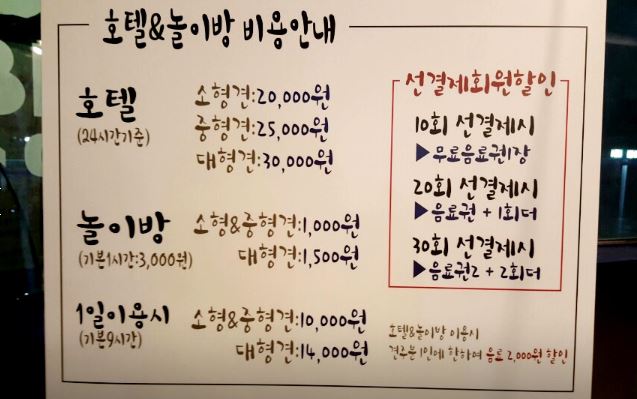 호텔&놀이방 비용안내
호텔
(24시간기준)
소형견:20,000원
중형견:25,000원
대형견:30,000원
놀이방
(기본1시간:3,000원)
소형&중형견:1,000원
대형견:1,500원
1일이용시
(기본9시간)
소형&중형견:10,000원
대형견:14,000원
선결제회원할인
10회 선결제시
▶무료음료권1장
20회 선결제시
▶음료권 + 1회더
30회 선결제시
▶음료권2 + 2회더
호텔&놀이방 이용시
견주분 1인에 한하여 음료 2,000원 할인